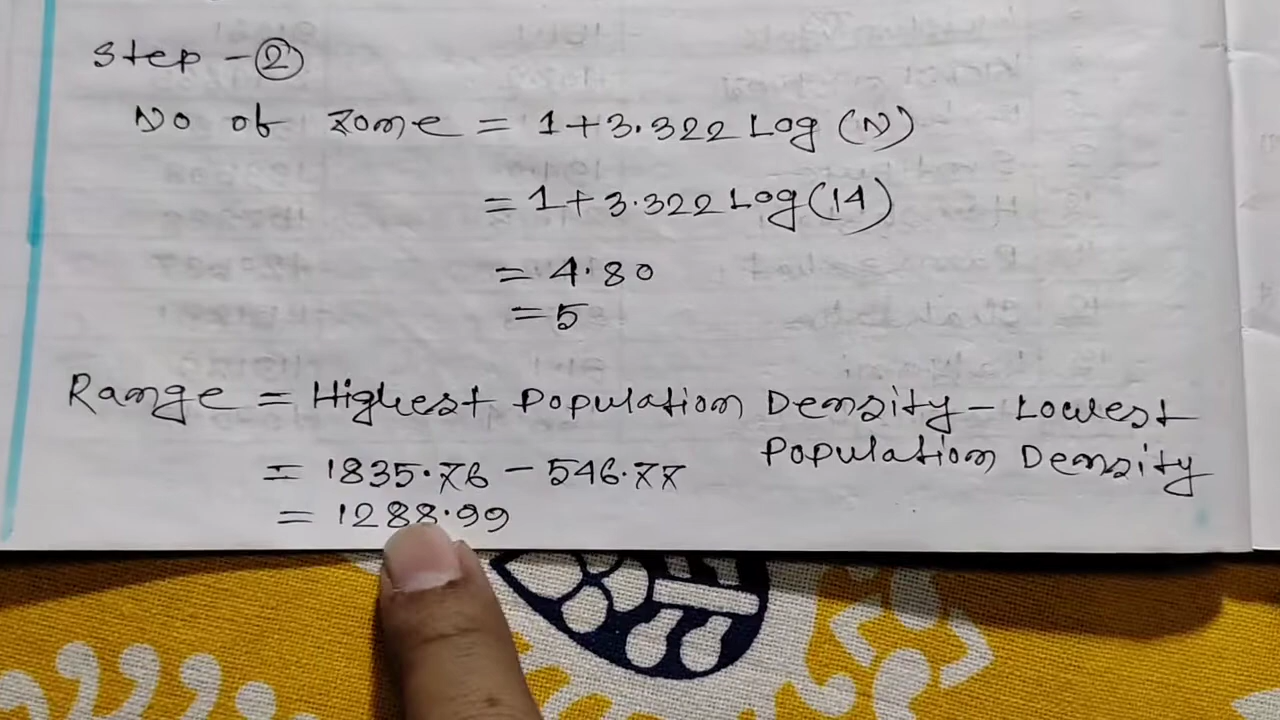 Step - ②
No of zone = 1+3.322 Log (N)
= 1+3.322 Log (14)
= 4.80
= 5
Range = Highest Population Density - Lowest
Population Density
= 1835.76 - 546.77
= 1288.99